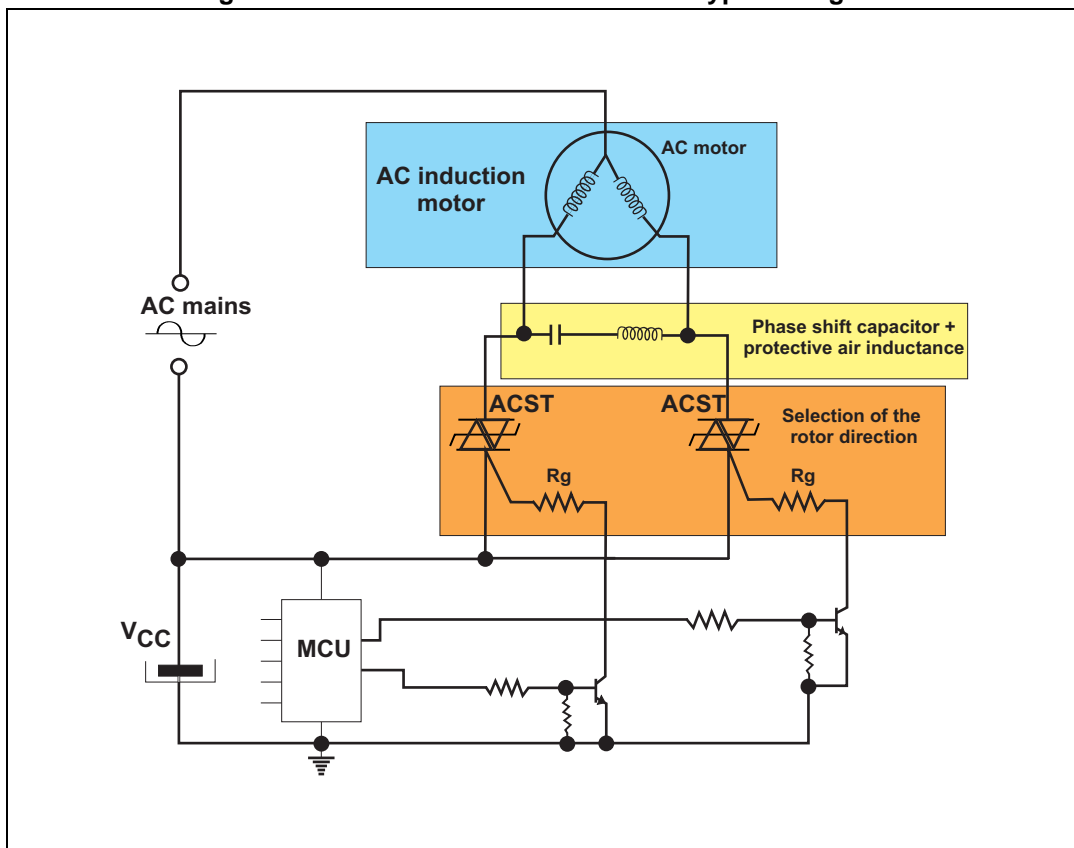 AC motor
AC induction
motor
AC mains
Phase shift capacitor +
protective air inductance
ACST
ACST
Selection of the
rotor direction
Rg
Rg
VCC
MCU